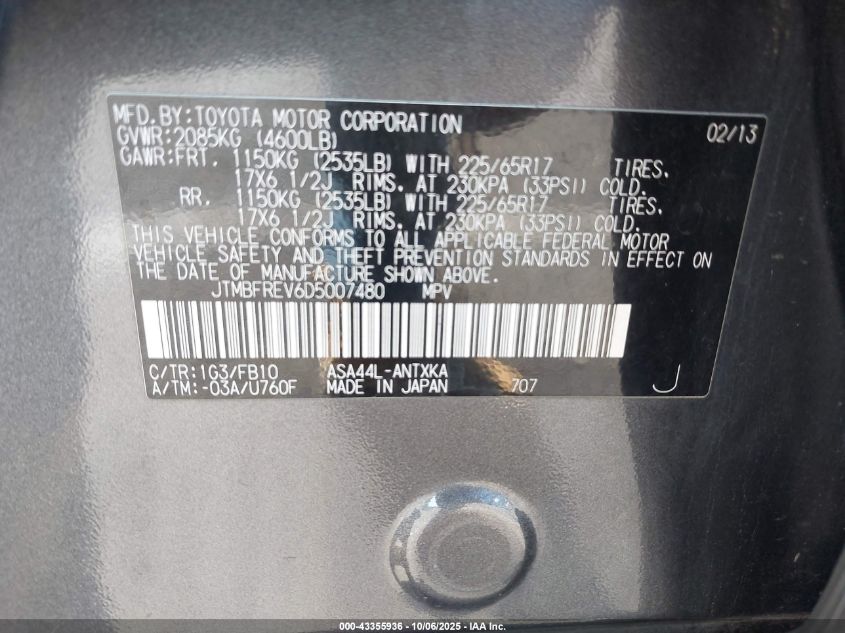 MFD.BY:TOYOTA MOTOR CORPORATION 02/13
GVWR:2085KG (4600LB)
GAWR:FRT. 1150KG (2535LB) WITH 225/65R17 TIRES.
17X6 1/2J RIMS. AT 230KPA (33PSI) COLD.
RR. 1150KG (2535LB) WITH 225/65R17 TIRES.
17X6 1/2J RIMS. AT 230KPA (33PSI) COLD.
THIS VEHICLE CONFORMS TO ALL APPLICABLE FEDERAL MOTOR
VEHICLE SAFETY AND THEFT PREVENTION STANDARDS IN EFFECT ON
THE DATE OF MANUFACTURE SHOWN ABOVE.
JTMBFREV6D5007480 MPV
C/TR:1G3/FB10 ASA44L-ANTXKA
A/TM:-03A/U760F MADE IN JAPAN 707 J
000-43355936 - 10/06/2025 - IAA Inc.